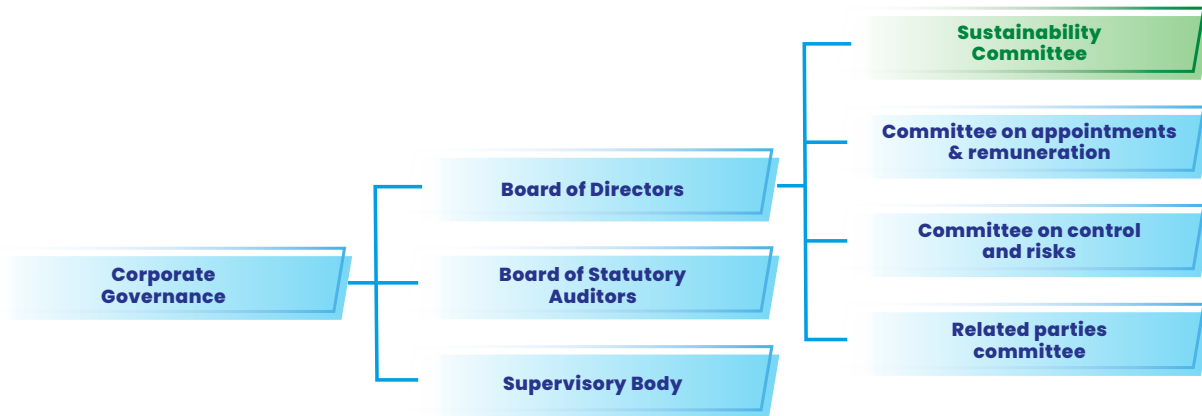 Corporate
Governance
Board of Directors
Board of Statutory
Auditors
Supervisory Body
Sustainability
Committee
Committee on appointments
& remuneration
Committee on control
and risks
Related parties
committee